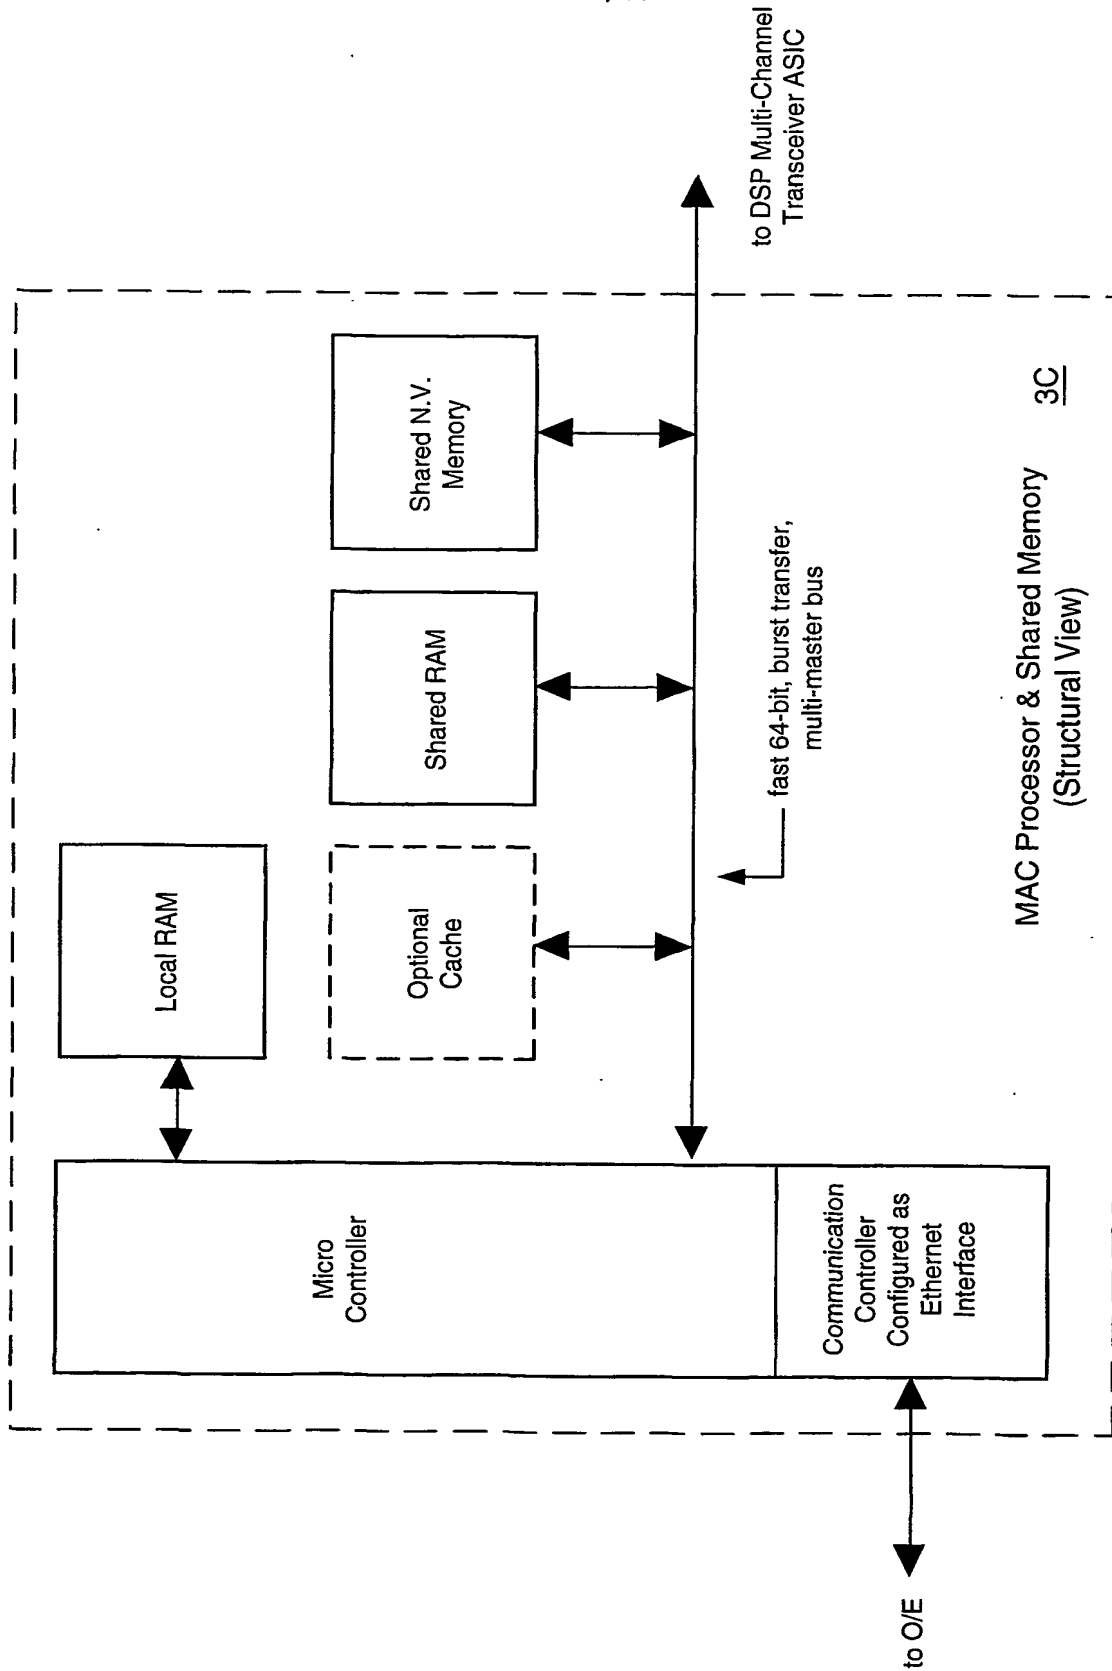 Micro
Controller
Local RAM
Optional
Cache
Shared RAM
Shared N.V.
Memory
to DSP Multi-Channel
Transceiver ASIC
fast 64-bit, burst transfer,
multi-master bus
Communication
Controller
Configured as
Ethernet
Interface
to O/E
MAC Processor & Shared Memory
(Structural View)
3C